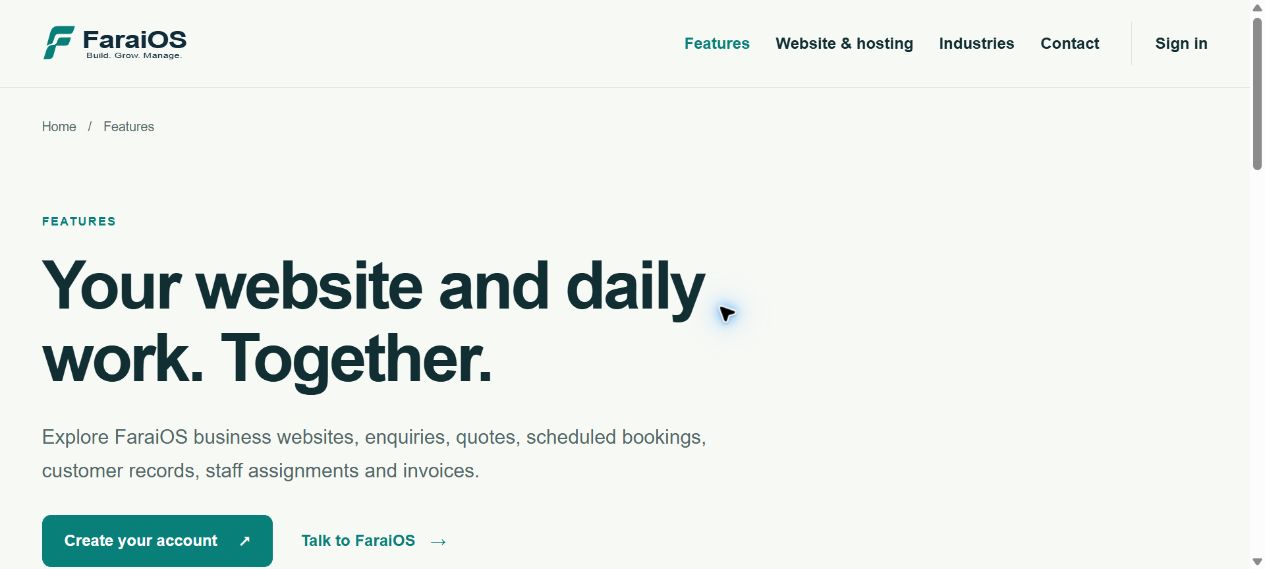 FaraiOS
Build. Grow. Manage.
Features
Website & hosting
Industries
Contact
Sign in
Home / Features
FEATURES
Your website and daily
work. Together.
Explore FaraiOS business websites, enquiries, quotes, scheduled bookings,
customer records, staff assignments and invoices.
Create your account ↗
Talk to FaraiOS →